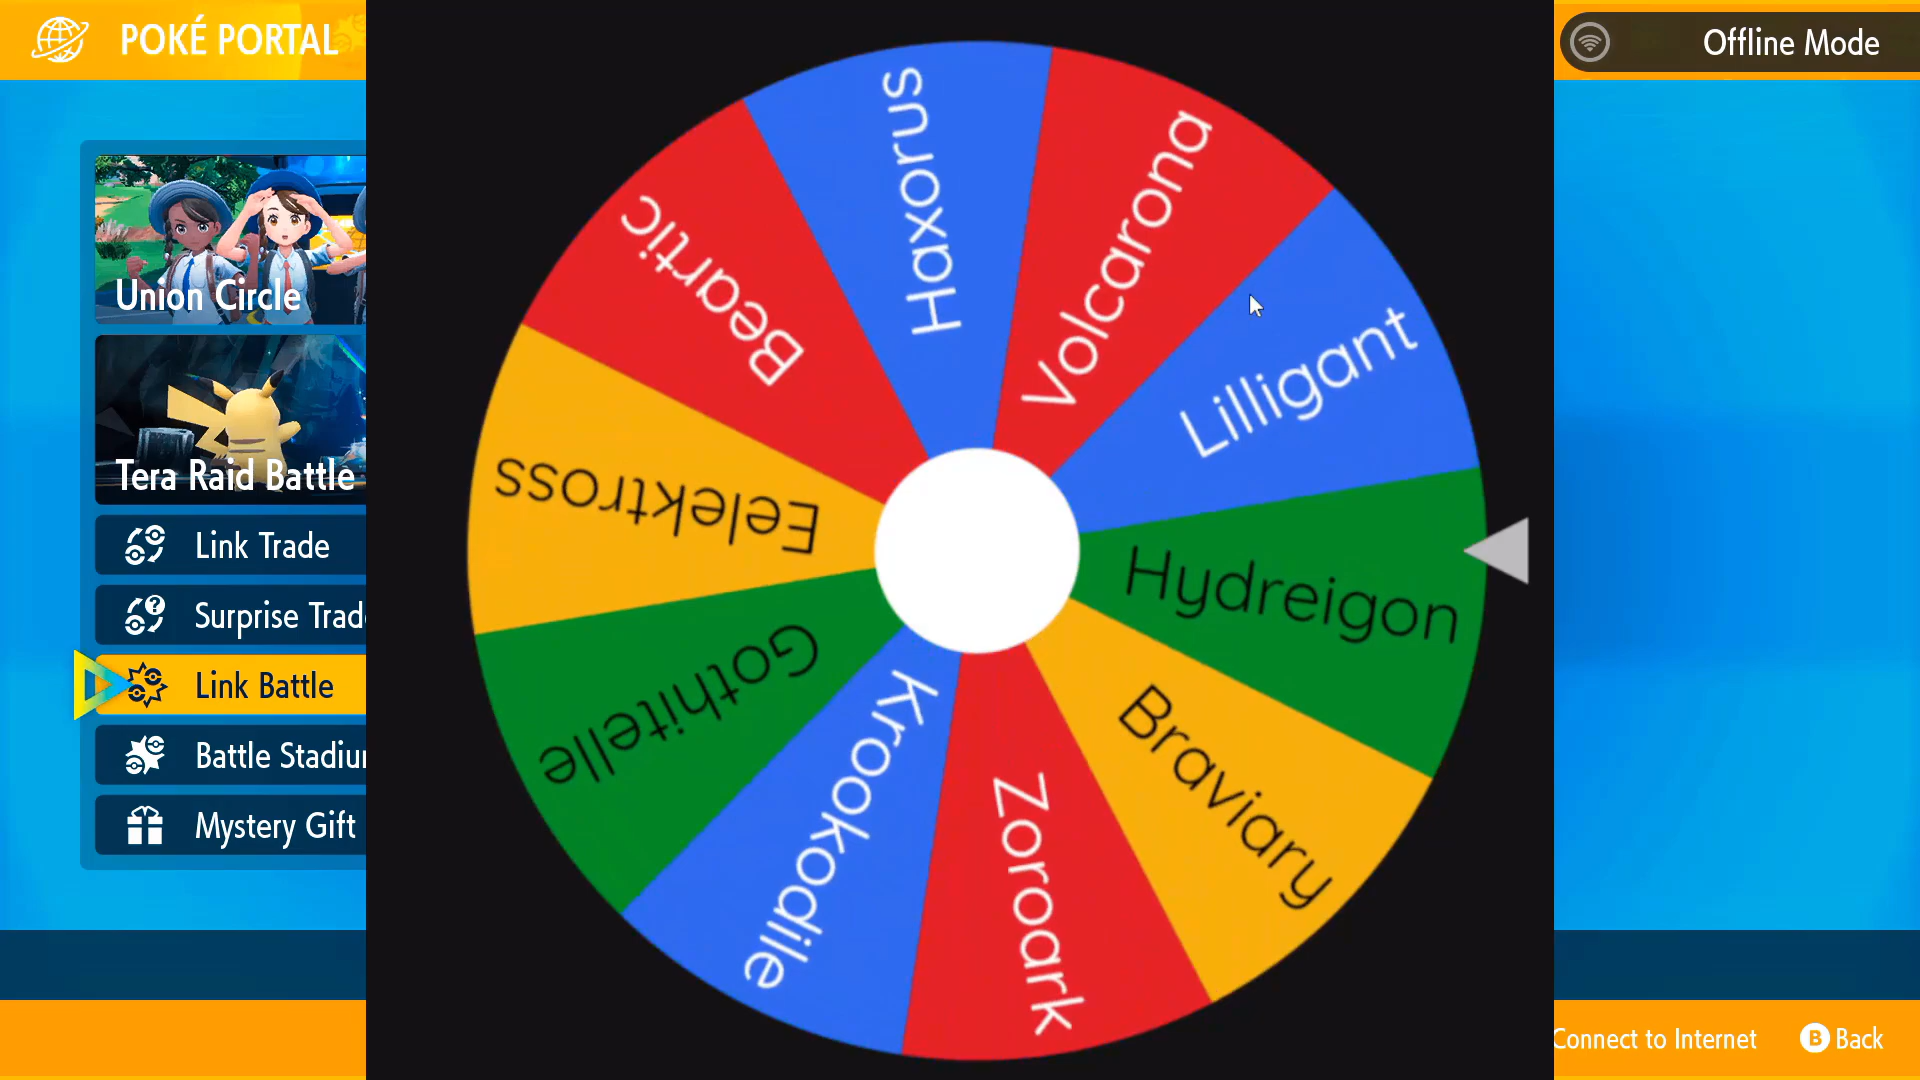 POKÉ PORTAL
Offline Mode
Union Circle
Tera Raid Battle
Link Trade
Surprise Trad
Link Battle
Battle Stadiu
Mystery Gift
Haxorus
Volcarona
Lilligant
Hydreigon
Braviary
Zoroark
Krookodile
Gothitelle
Eelektross
Beartic
Connect to Internet
B Back